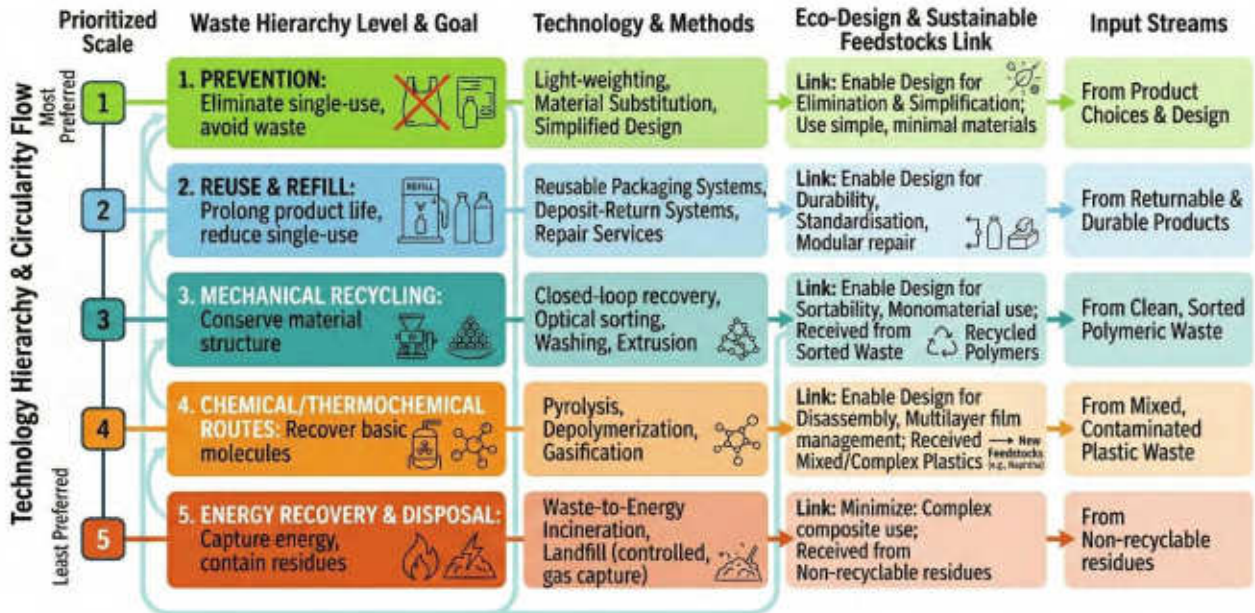 Prioritized
Scale
Waste Hierarchy Level & Goal
Technology & Methods
Eco-Design & Sustainable
Feedstocks Link
Input Streams
Technology Hierarchy & Circularity Flow
Most
Preferred
1
1. PREVENTION:
Eliminate single-use,
avoid waste
Light-weighting,
Material Substitution,
Simplified Design
Link: Enable Design for
Elimination & Simplification;
Use simple, minimal materials
From Product
Choices & Design
2
2. REUSE & REFILL:
Prolong product life,
reduce single-use
REFILL
Reusable Packaging Systems,
Deposit-Return Systems,
Repair Services
Link: Enable Design for
Durability,
Standardisation,
Modular repair
From Returnable &
Durable Products
3
3. MECHANICAL RECYCLING:
Conserve material
structure
Closed-loop recovery,
Optical sorting,
Washing, Extrusion
Link: Enable Design for
Sortability, Monomaterial use;
Received from
Sorted Waste
Recycled
Polymers
From Clean, Sorted
Polymeric Waste
4
4. CHEMICAL/THERMOCHEMICAL
ROUTES: Recover basic
molecules
Pyrolysis,
Depolymerization,
Gasification
Link: Enable Design for
Disassembly, Multilayer film
management; Received
Mixed/Complex Plastics
New
Feedstocks
(e.g., Naphtha)
From Mixed,
Contaminated
Plastic Waste
Least Preferred
5
5. ENERGY RECOVERY & DISPOSAL:
Capture energy,
contain residues
Waste-to-Energy
Incineration,
Landfill (controlled,
gas capture)
Link: Minimize: Complex
composite use;
Received from
Non-recyclable residues
From
Non-recyclable
residues